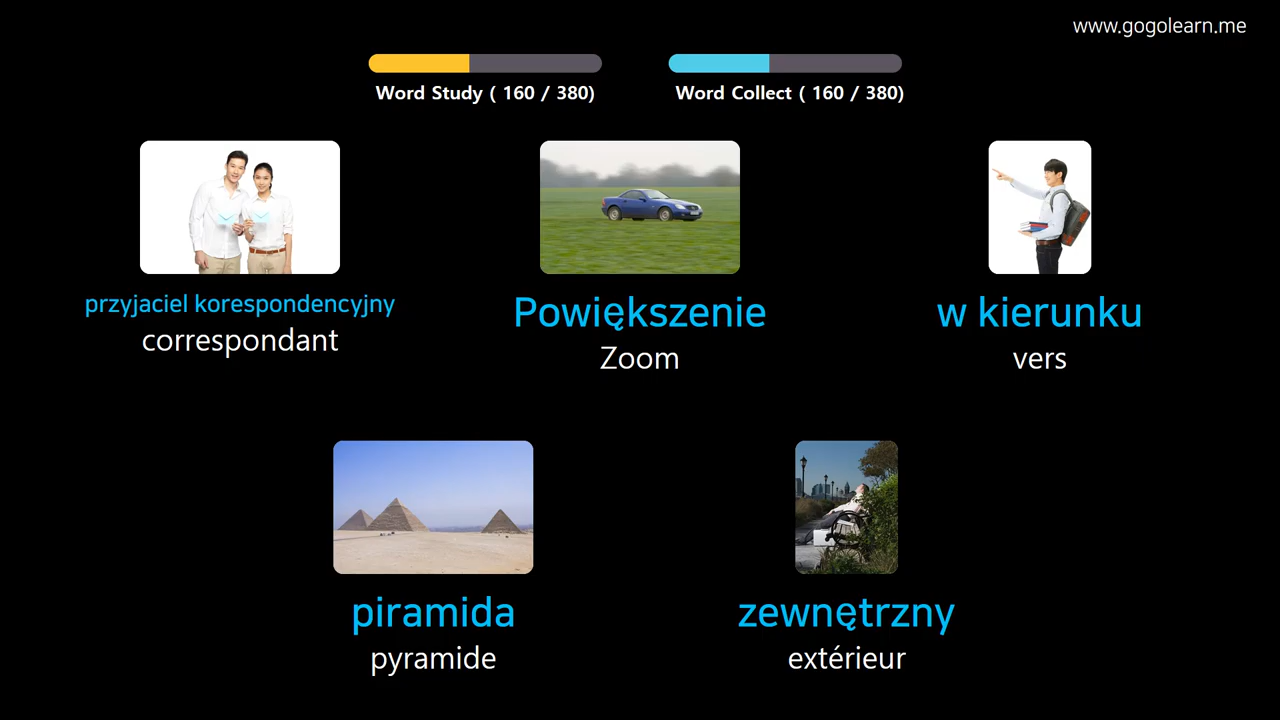 www.gogolearn.me
Word Study ( 160 / 380)
Word Collect ( 160 / 380)
przyjaciel korespondencyjny
correspondant
Powiększenie
Zoom
w kierunku
vers
piramida
pyramide
zewnętrzny
extérieur